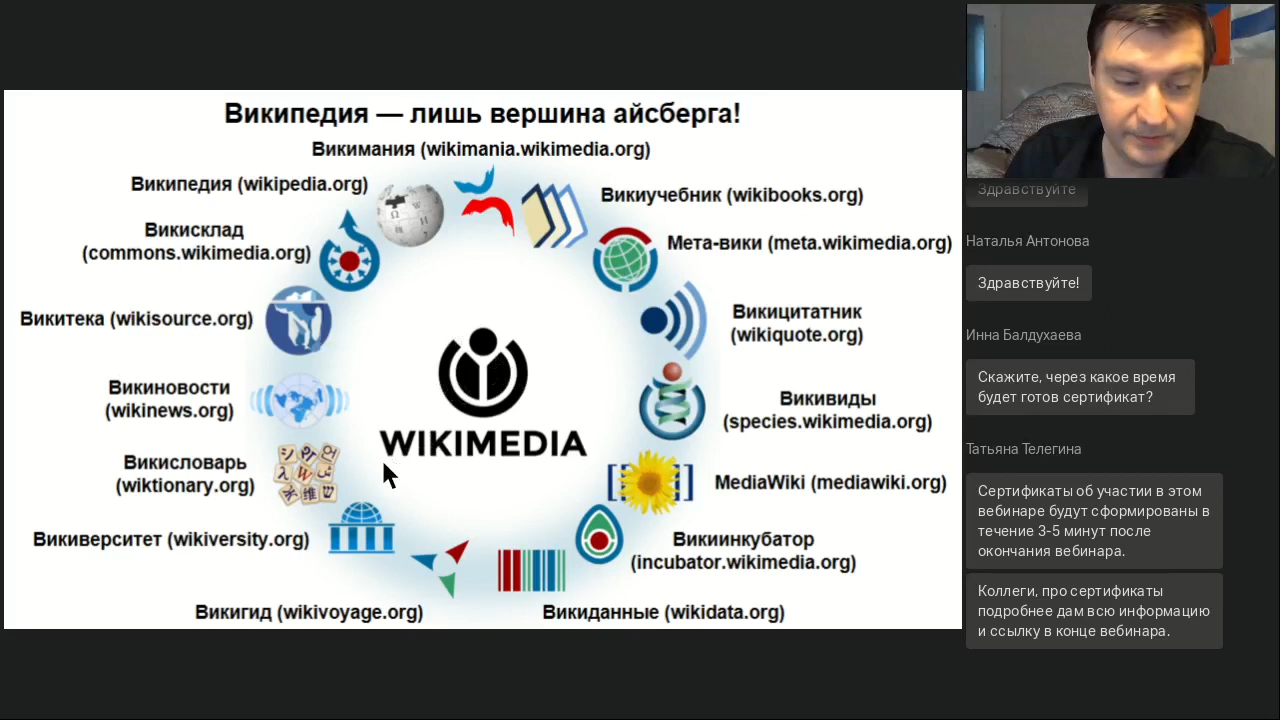 Википедия — лишь вершина айсберга!
Викимания (wikimania.wikimedia.org)
Википедия (wikipedia.org)
Викиучебник (wikibooks.org)
Викисклад
(commons.wikimedia.org)
Мета-вики (meta.wikimedia.org)
Викитека (wikisource.org)
Викицитатник
(wikiquote.org)
Викиновости
(wikinews.org)
Викивиды
(species.wikimedia.org)
WIKIMEDIA
Викисловарь
(wiktionary.org)
MediaWiki (mediawiki.org)
Викиверситет (wikiversity.org)
Викиинкубатор
(incubator.wikimedia.org)
Викигид (wikivoyage.org)
Викиданные (wikidata.org)
Здравствуйте
Наталья Антонова
Здравствуйте!
Инна Балдухаева
Скажите, через какое время
будет готов сертификат?
Татьяна Телегина
Сертификаты об участии в этом
вебинаре будут сформированы в
течение 3-5 минут после
окончания вебинара.
Коллеги, про сертификаты
подробнее дам всю информацию
и ссылку в конце вебинара.